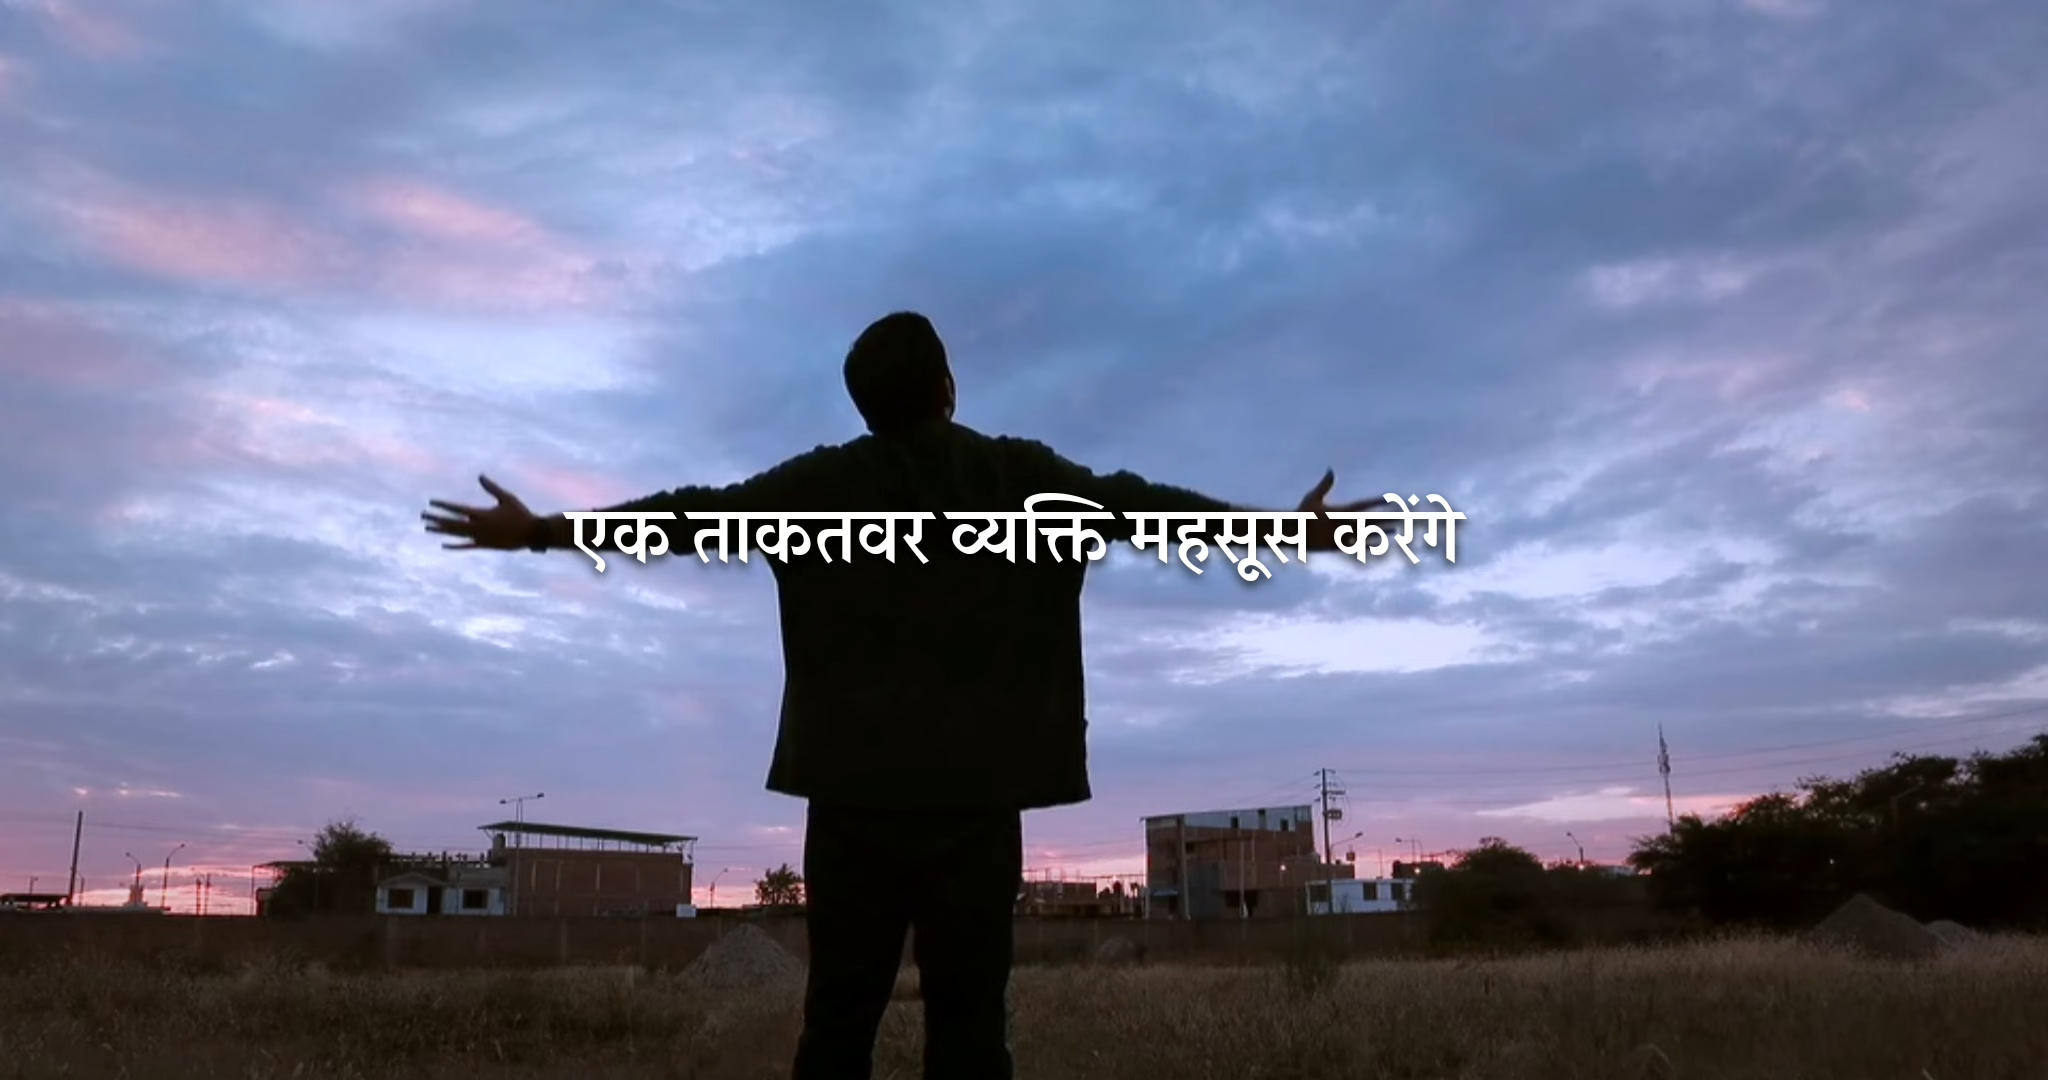 एक ताकतवर व्यक्ति महसूस करेंगे